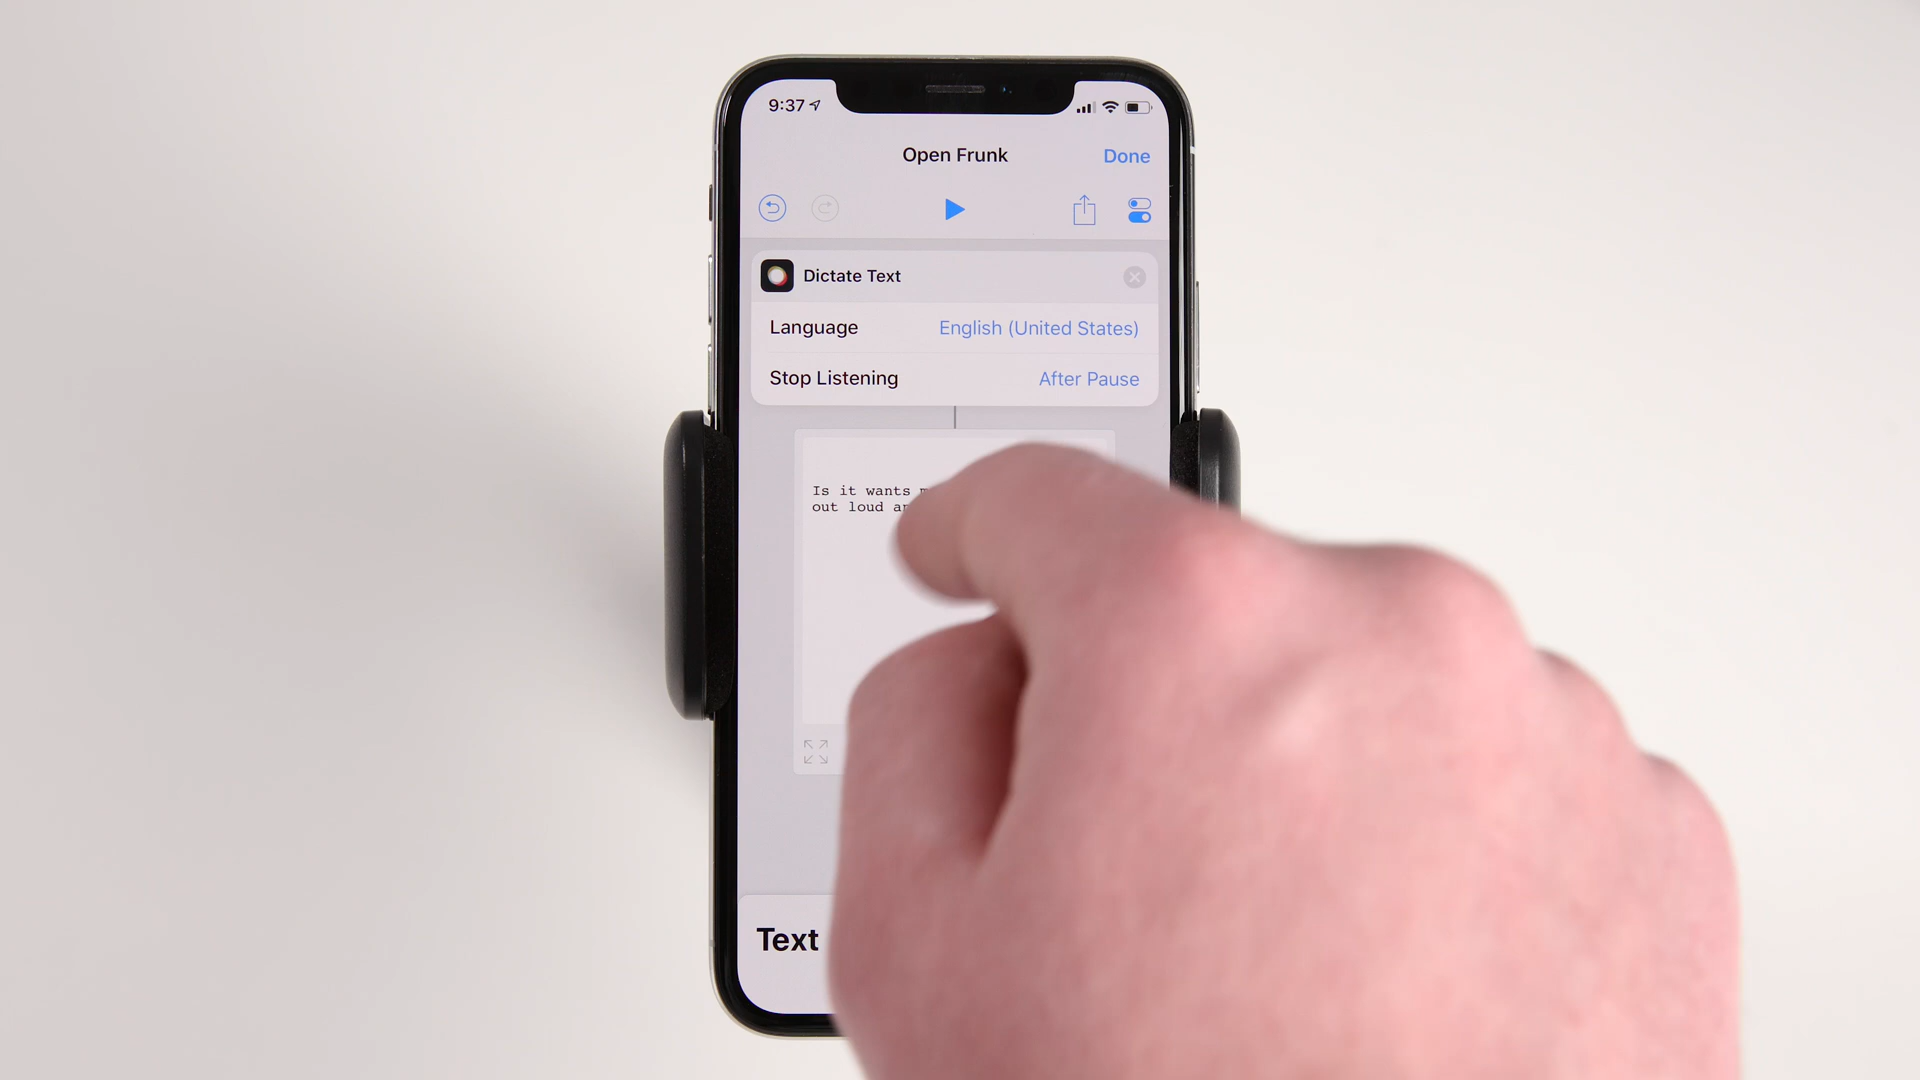 9:37
Open Frunk
Done
Dictate Text
Language English (United States)
Stop Listening After Pause
Is it wants
out loud
Text